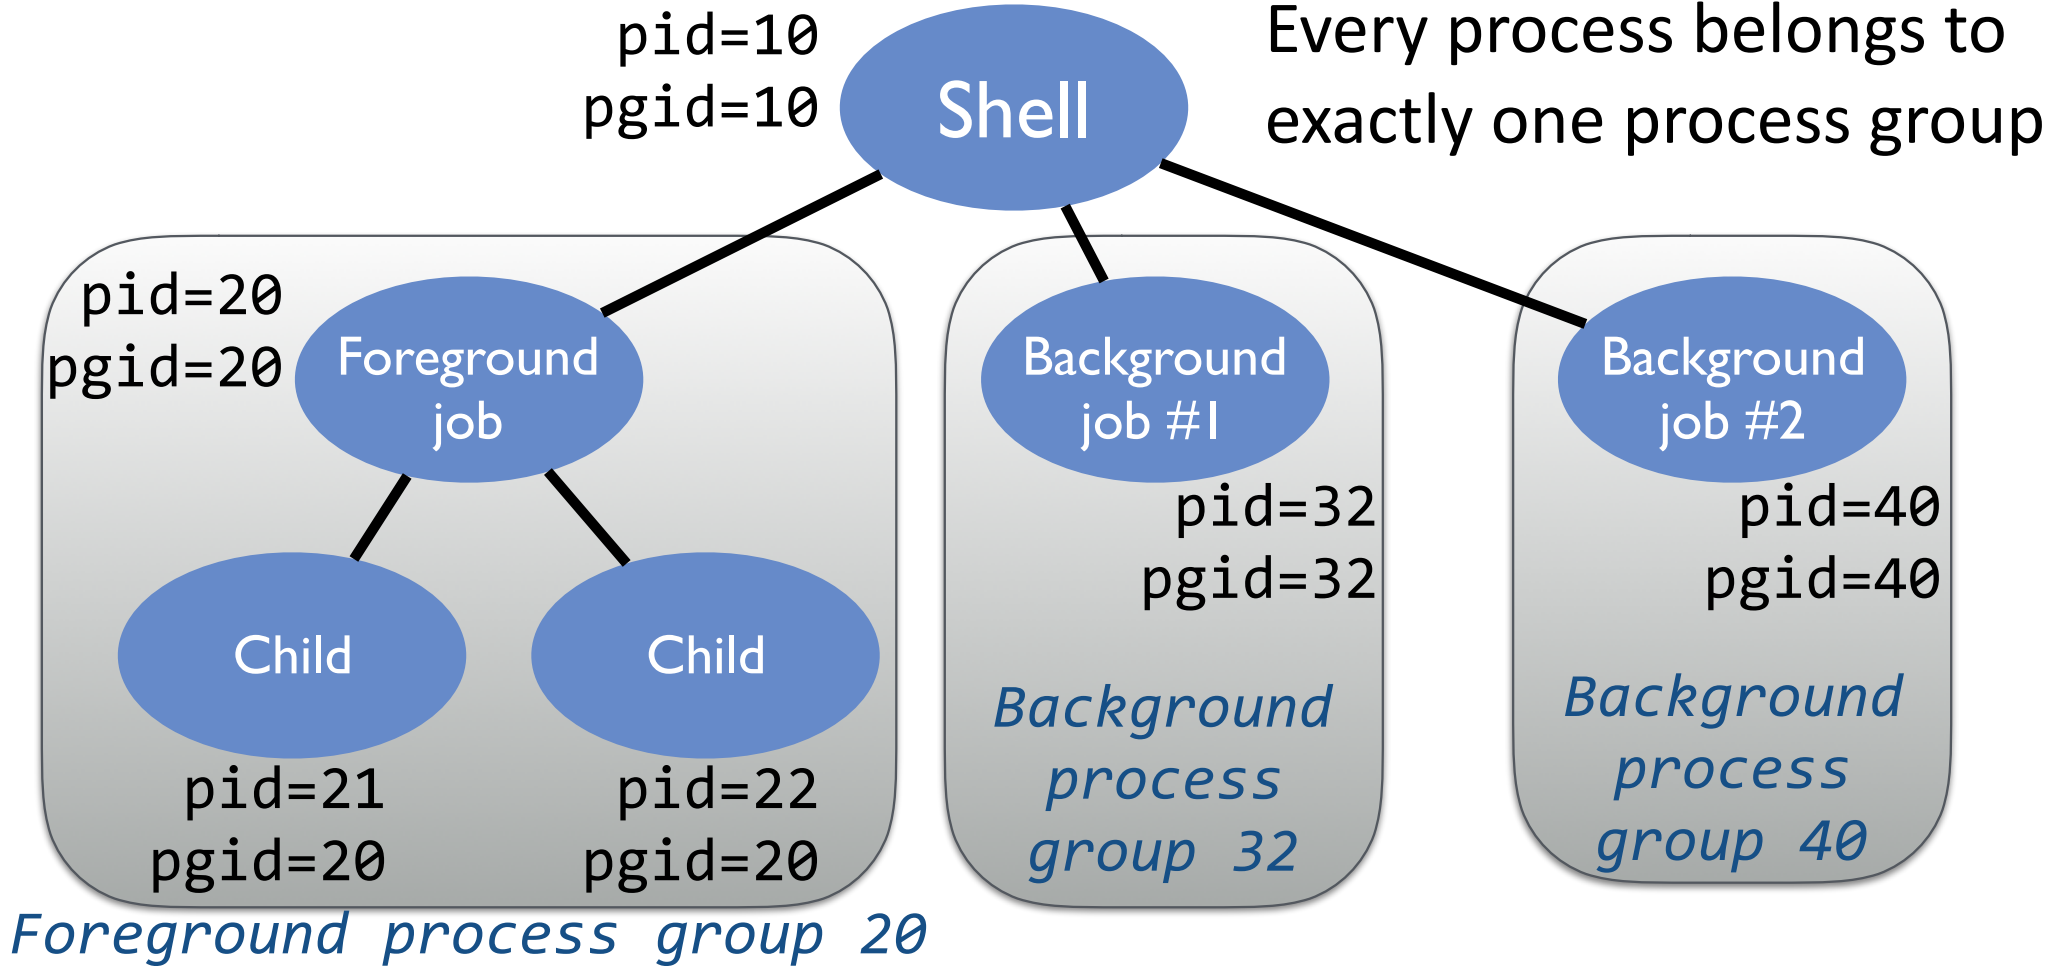 pid=10
pgid=10
Shell
Every process belongs to
exactly one process group
pid=20
pgid=20
Foreground
job
Child
pid=21
pgid=20
Child
pid=22
pgid=20
Foreground process group 20
Background
job #1
pid=32
pgid=32
Background
process
group 32
Background
job #2
pid=40
pgid=40
Background
process
group 40